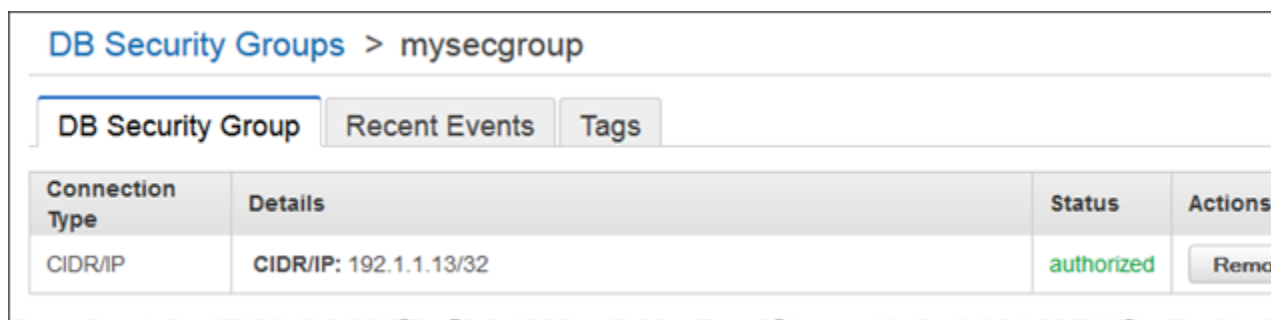 DB Security Groups > mysecgroup
DB Security Group Recent Events Tags
Connection Type Details Status Actions
CIDR/IP CIDR/IP: 192.1.1.13/32 authorized Remo